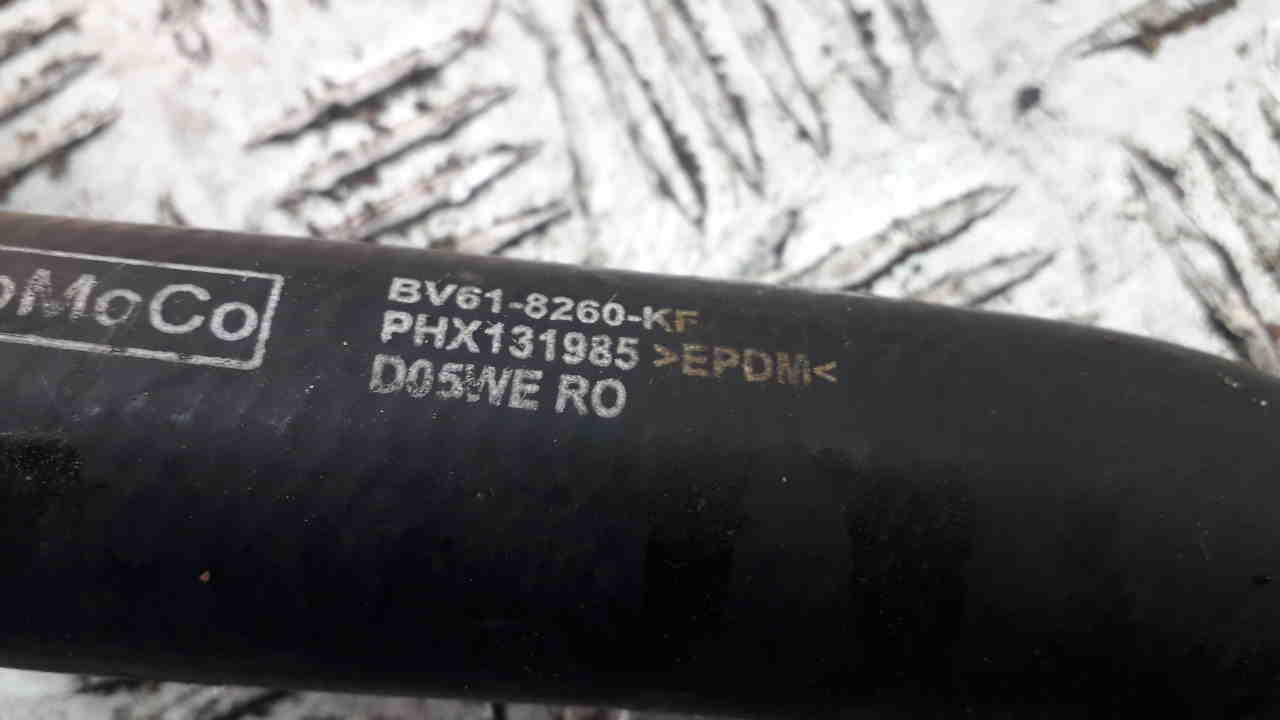 oMoCo
BV61-8260-KF
PHX131985 >EPDM<
D05WE RO